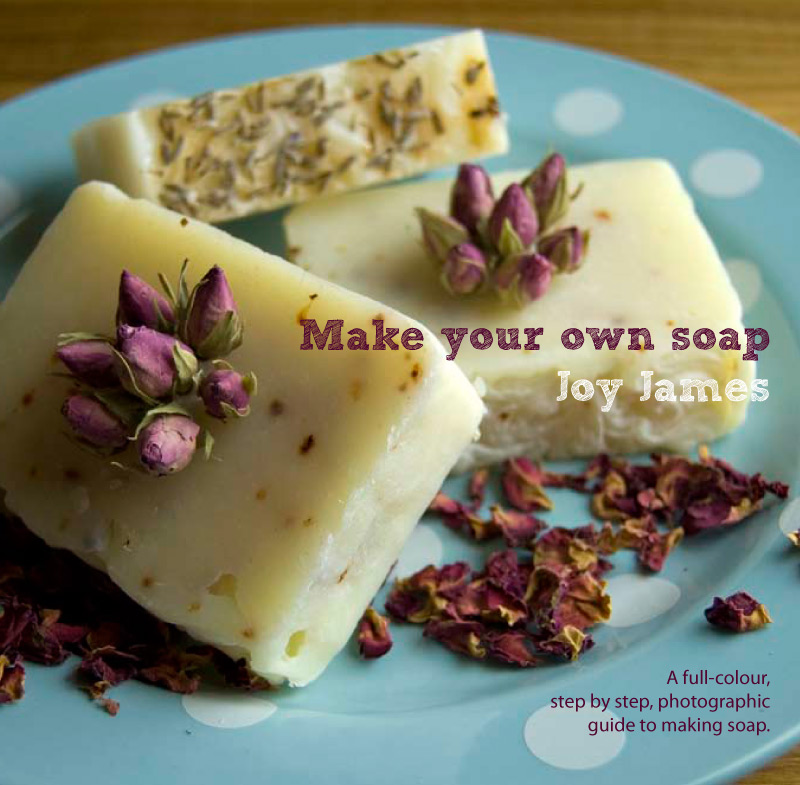 Make your own soap
Joy James
A full-colour,
step by step, photographic
guide to making soap.